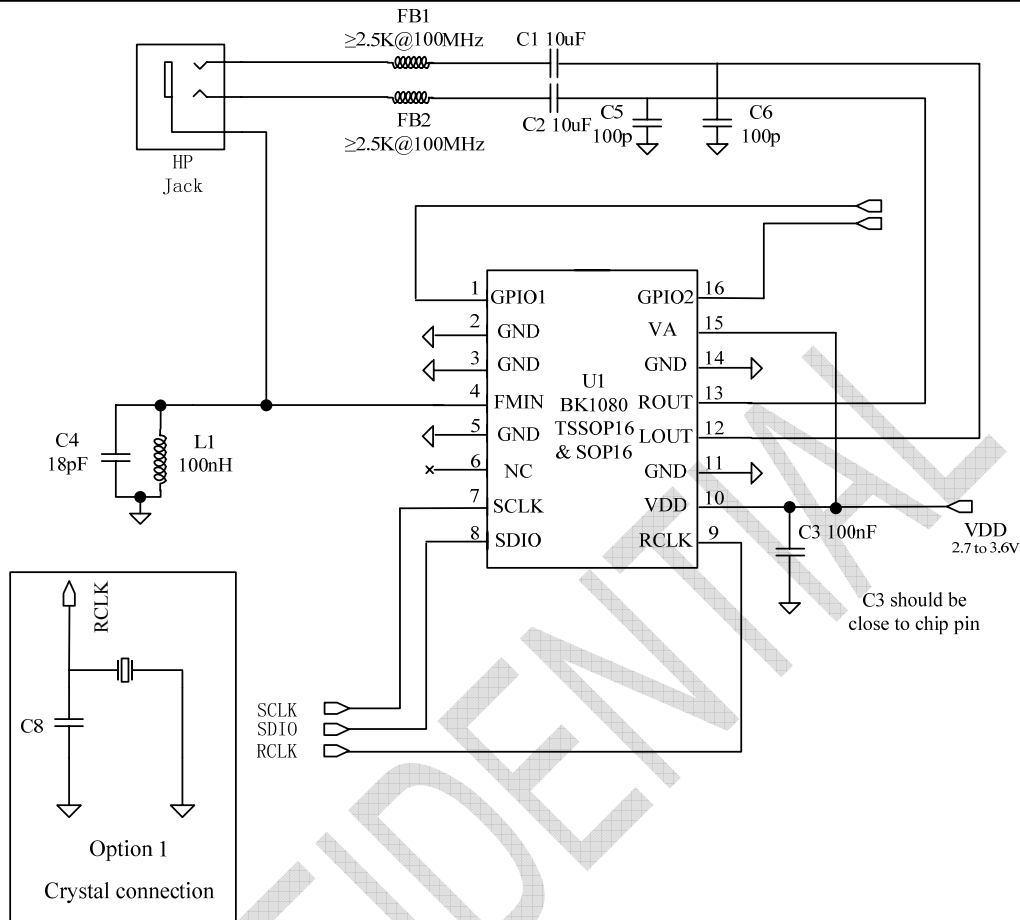 FB1
≥2.5K@100MHz
C1 10uF
FB2
≥2.5K@100MHz
C2 10uF
C5
100p
C6
100p
HP
Jack
1
GPIO1
2
GND
3
GND
4
FMIN
5
GND
6
NC
7
SCLK
8
SDIO
U1
BK1080
TSSOP16
& SOP16
GPIO2
16
VA
15
GND
14
ROUT
13
LOUT
12
GND
11
VDD
10
RCLK
9
C4
18pF
L1
100nH
C3 100nF
VDD
2.7 to 3.6V
C3 should be
close to chip pin
RCLK
C8
Option 1
Crystal connection
SCLK
SDIO
RCLK
FIDENTIAL